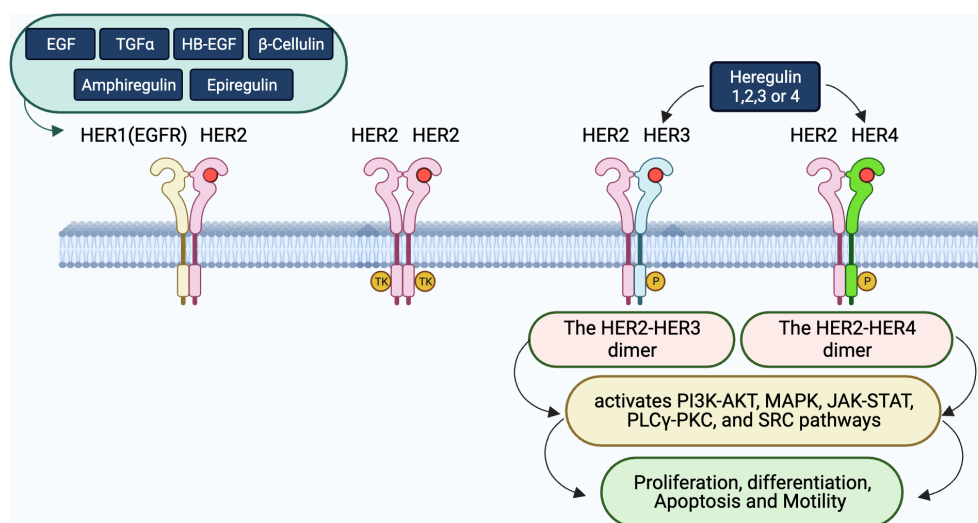 EGF
TGFα
HB-EGF
β-Cellulin
Amphiregulin
Epiregulin
Heregulin
1,2,3 or 4
HER1(EGFR) HER2
HER2 HER2
HER2 HER3
HER2 HER4
TK
TK
P
P
The HER2-HER3
dimer
The HER2-HER4
dimer
activates PI3K-AKT, MAPK, JAK-STAT,
PLCγ-PKC, and SRC pathways
Proliferation, differentiation,
Apoptosis and Motility